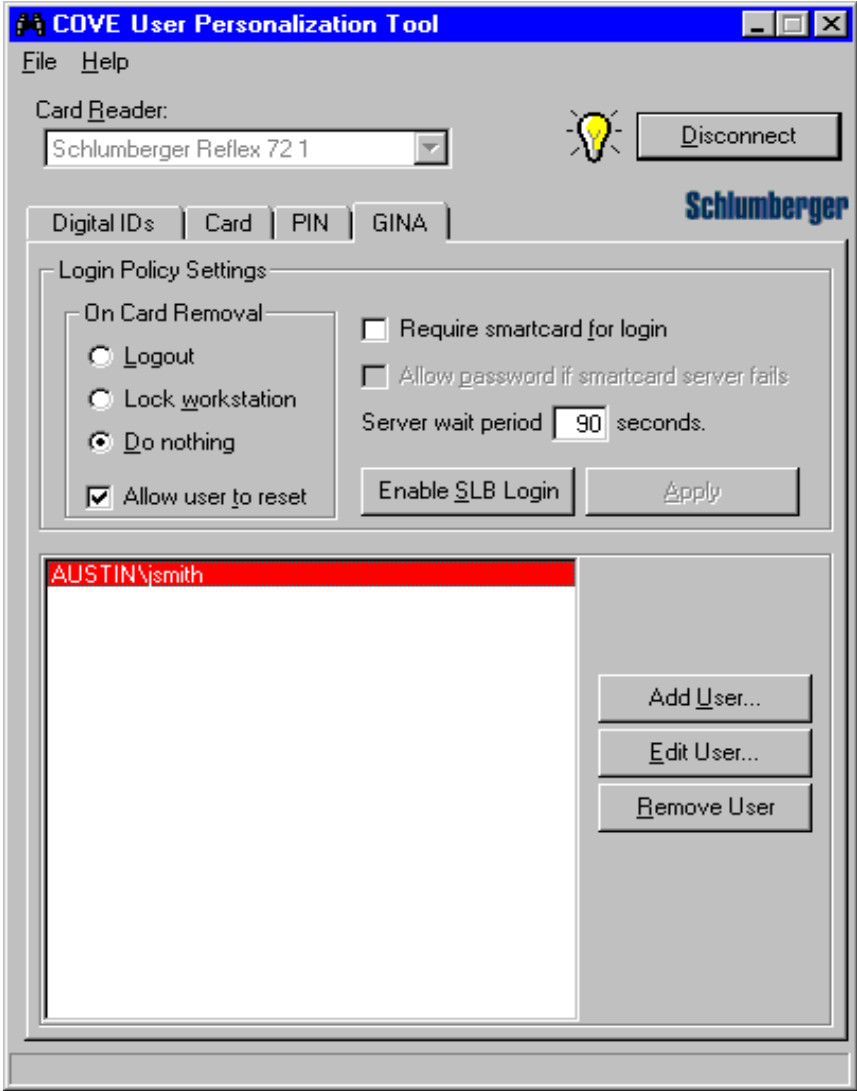 COVE User Personalization Tool
File Help
Card Reader:
Schlumberger Reflex 72 1
Disconnect
Schlumberger
Digital IDs Card PIN GINA
Login Policy Settings
On Card Removal
Logout
Lock workstation
Do nothing
Allow user to reset
Require smartcard for login
Allow password if smartcard server fails
Server wait period 90 seconds.
Enable SLB Login Apply
AUSTIN\jsmith
Add User...
Edit User...
Remove User